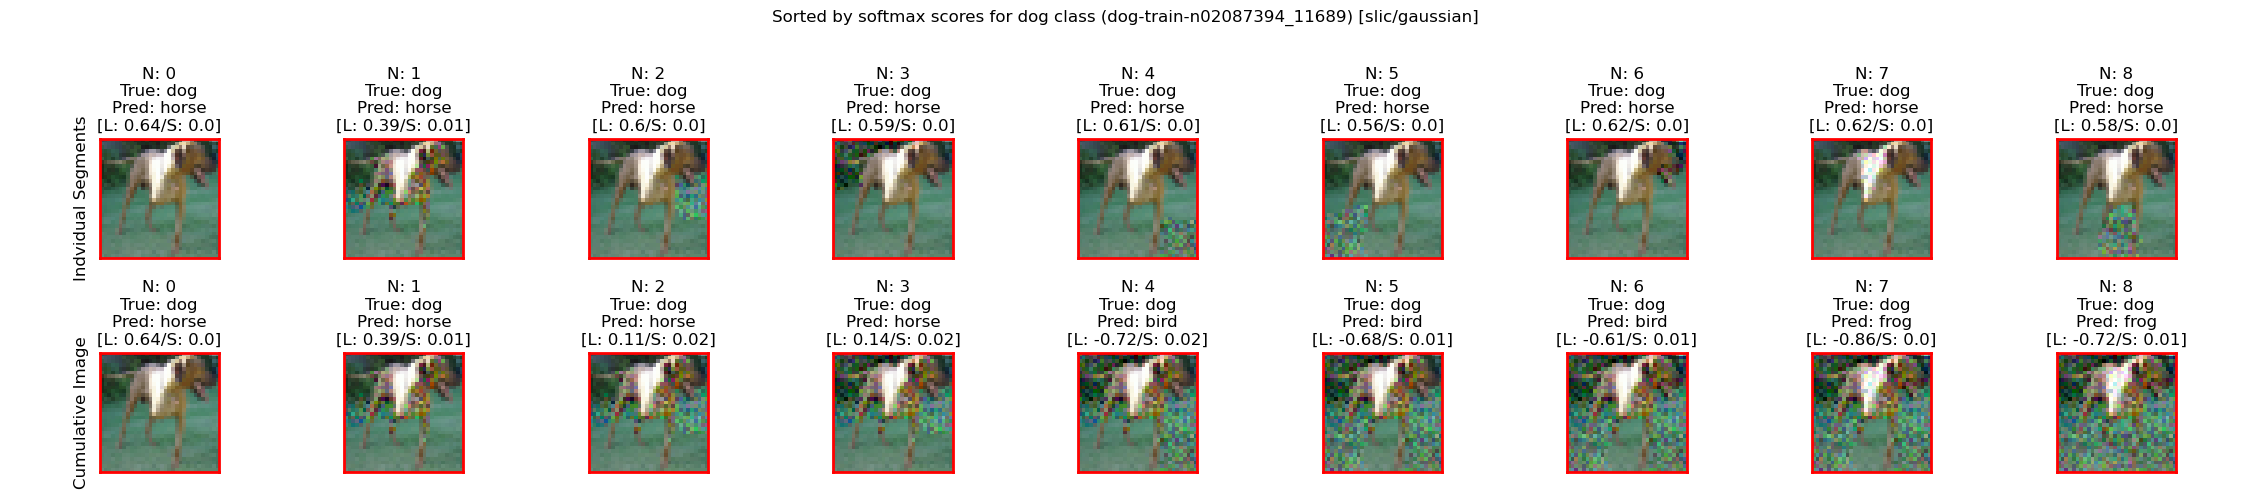 Sorted by softmax scores for dog class (dog-train-n02087394_11689) [slic/gaussian]
Indvidual Segments
N: 0
True: dog
Pred: horse
[L: 0.64/S: 0.0]
N: 1
True: dog
Pred: horse
[L: 0.39/S: 0.01]
N: 2
True: dog
Pred: horse
[L: 0.6/S: 0.0]
N: 3
True: dog
Pred: horse
[L: 0.59/S: 0.0]
N: 4
True: dog
Pred: horse
[L: 0.61/S: 0.0]
N: 5
True: dog
Pred: horse
[L: 0.56/S: 0.0]
N: 6
True: dog
Pred: horse
[L: 0.62/S: 0.0]
N: 7
True: dog
Pred: horse
[L: 0.62/S: 0.0]
N: 8
True: dog
Pred: horse
[L: 0.58/S: 0.0]
Cumulative Image
N: 0
True: dog
Pred: horse
[L: 0.64/S: 0.0]
N: 1
True: dog
Pred: horse
[L: 0.39/S: 0.01]
N: 2
True: dog
Pred: horse
[L: 0.11/S: 0.02]
N: 3
True: dog
Pred: horse
[L: 0.14/S: 0.02]
N: 4
True: dog
Pred: bird
[L: -0.72/S: 0.02]
N: 5
True: dog
Pred: bird
[L: -0.68/S: 0.01]
N: 6
True: dog
Pred: bird
[L: -0.61/S: 0.01]
N: 7
True: dog
Pred: frog
[L: -0.86/S: 0.0]
N: 8
True: dog
Pred: frog
[L: -0.72/S: 0.01]